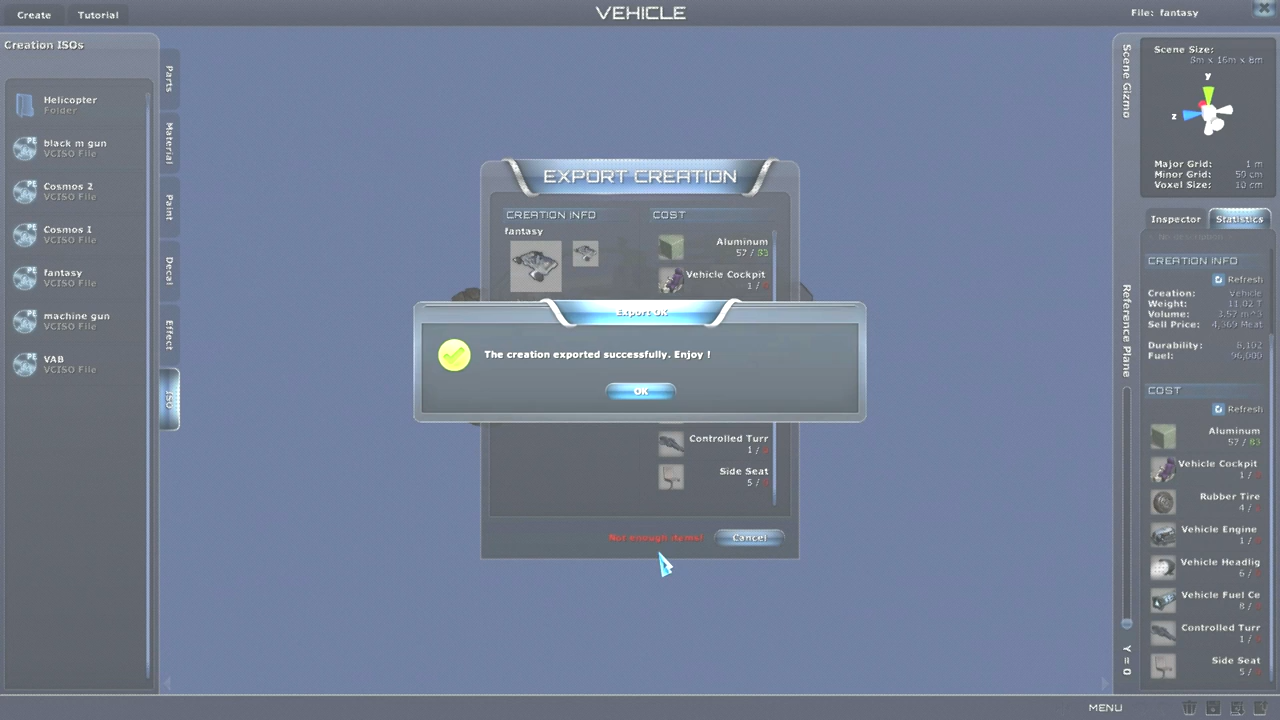 Create
Tutorial
VEHICLE
File: fantasy
Creation ISOs
Helicopter
Folder
black m gun
VCISO File
Cosmos 2
VCISO File
Cosmos 1
VCISO File
fantasy
VCISO File
machine gun
VCISO File
VAB
VCISO File
Parts
Material
Paint
Decal
Effect
ISO
EXPORT CREATION
CREATION INFO
COST
fantasy
Aluminum
57 / 83
Vehicle Cockpit
1 /
Export OK
The creation exported successfully. Enjoy !
OK
Controlled Turr
1 /
Side Seat
5 /
Not enough items!
Cancel
Scene Gizmo
Scene Size:
8m x 16m x 8m
y
z
Major Grid: 1 m
Minor Grid: 50 cm
Voxel Size: 10 cm
Inspector
Statistics
No description
CREATION INFO
Refresh
Creation: Vehicle
Weight: 11.02 T
Volume: 3.57 m^3
Sell Price: 4,369 Meat
Durability: 8,102
Fuel: 96,000
COST
Refresh
Aluminum
57 / 83
Vehicle Cockpit
1 /
Rubber Tire
4 /
Vehicle Engine
1 /
Vehicle Headlig
6 /
Vehicle Fuel Ce
8 /
Controlled Turr
1 /
Side Seat
5 /
Reference Plane
Y = 0
MENU